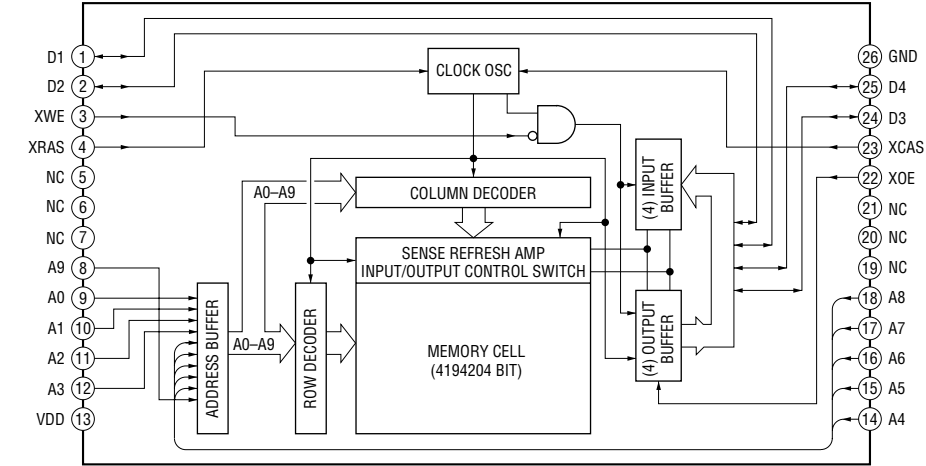 D1 1
D2 2
XWE 3
XRAS 4
NC 5
NC 6
NC 7
A9 8
A0 9
A1 10
A2 11
A3 12
VDD 13
CLOCK OSC
A0–A9
COLUMN DECODER
SENSE REFRESH AMP
INPUT/OUTPUT CONTROL SWITCH
MEMORY CELL
(4194204 BIT)
ADDRESS BUFFER
A0–A9
ROW DECODER
(4) INPUT
BUFFER
(4) OUTPUT
BUFFER
26 GND
25 D4
24 D3
23 XCAS
22 XOE
21 NC
20 NC
19 NC
18 A8
17 A7
16 A6
15 A5
14 A4